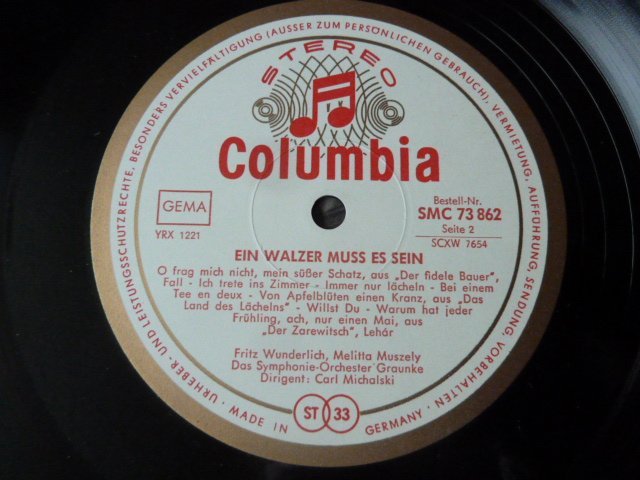 URHEBER - UND LEISTUNGSSCHUTZRECHTE, BESONDERS VERVIELFÄLTIGUNG (AUSSER ZUM PERSÖNLICHEN GEBRAUCH), VERMIETUNG, AUFFÜHRUNG, SENDUNG, VORBEHALTEN
STEREO
Columbia
GEMA
YRX 1221
Bestell-Nr.
SMC 73 862
Seite 2
SCXW 7654
EIN WALZER MUSS ES SEIN
O frag mich nicht, mein süßer Schatz, aus „Der fidele Bauer",
Fall - Ich trete ins Zimmer - Immer nur lächeln - Bei einem
Tee en deux - Von Apfelblüten einen Kranz, aus „Das
Land des Lächelns" - Willst Du - Warum hat jeder
Frühling, ach, nur einen Mai, aus
„Der Zarewitsch", Lehár
Fritz Wunderlich, Melitta Muszely
Das Symphonie-Orchester Graunke
Dirigent: Carl Michalski
MADE IN
ST 33
GERMANY